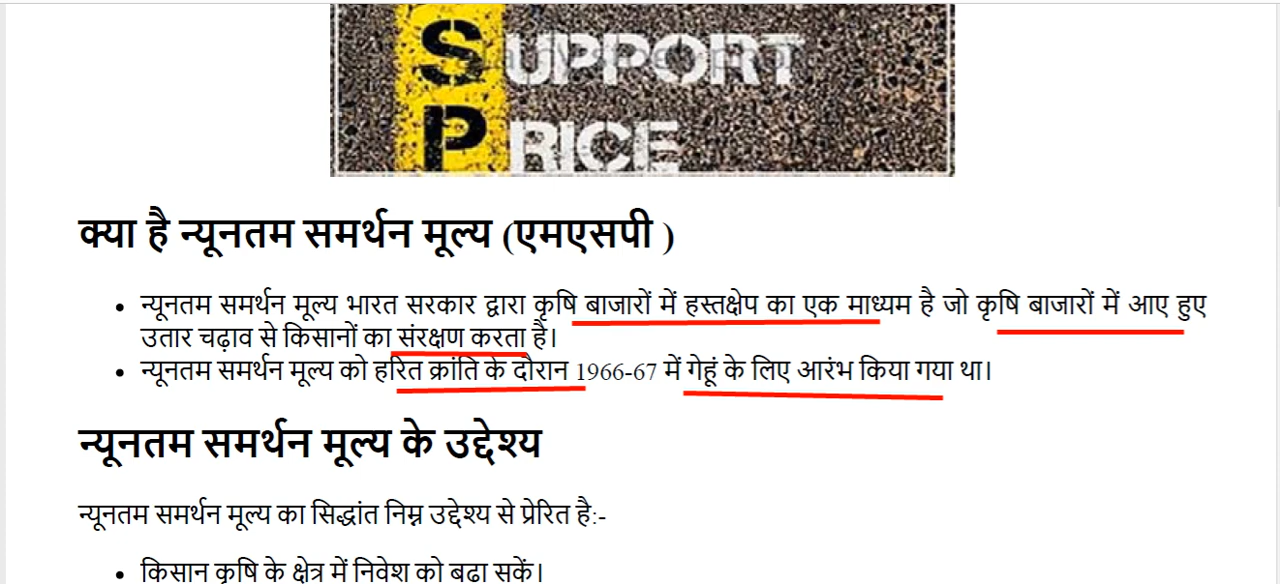 SUPPORT
PRICE
क्या है न्यूनतम समर्थन मूल्य (एमएसपी )
• न्यूनतम समर्थन मूल्य भारत सरकार द्वारा कृषि बाजारों में हस्तक्षेप का एक माध्यम है जो कृषि बाजारों में आए हुए
उतार चढ़ाव से किसानों का संरक्षण करता है।
• न्यूनतम समर्थन मूल्य को हरित क्रांति के दौरान 1966-67 में गेहूं के लिए आरंभ किया गया था।
न्यूनतम समर्थन मूल्य के उद्देश्य
न्यूनतम समर्थन मूल्य का सिद्धांत निम्न उद्देश्य से प्रेरित है:-
• किसान कृषि के क्षेत्र में निवेश को बढ़ा सकें।